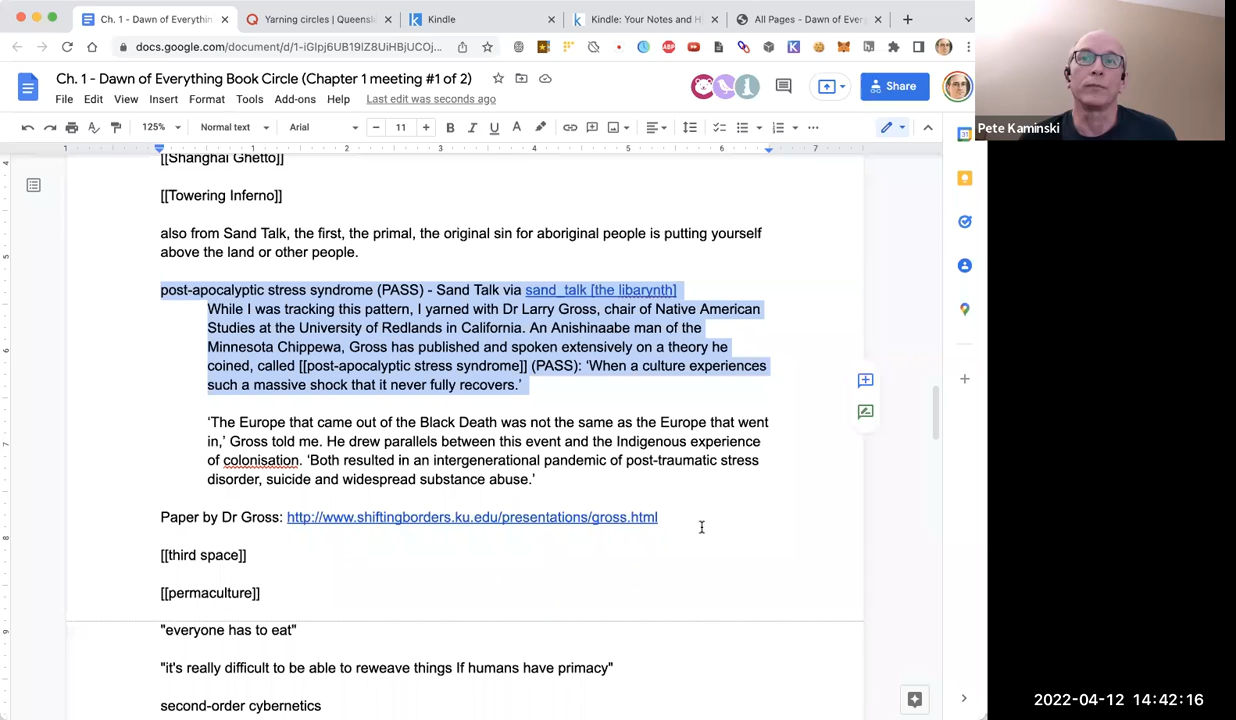 Ch. 1 - Dawn of Everythin
Yarning circles | Queensl
Kindle
Kindle: Your Notes and H
All Pages - Dawn of Ever
docs.google.com/document/d/1-iGlpj6UB19IZ8UiHBjUCOj...
Ch. 1 - Dawn of Everything Book Circle (Chapter 1 meeting #1 of 2)
Share
File Edit View Insert Format Tools Add-ons Help Last edit was seconds ago
Pete Kaminski
125% Normal text Arial 11 B I U A
1 1 2 3 4 5 6 7
[[Shanghai Ghetto]]
[[Towering Inferno]]
also from Sand Talk, the first, the primal, the original sin for aboriginal people is putting yourself
above the land or other people.
post-apocalyptic stress syndrome (PASS) - Sand Talk via sand_talk [the libarynth]
While I was tracking this pattern, I yarned with Dr Larry Gross, chair of Native American
Studies at the University of Redlands in California. An Anishinaabe man of the
Minnesota Chippewa, Gross has published and spoken extensively on a theory he
coined, called [[post-apocalyptic stress syndrome]] (PASS): ‘When a culture experiences
such a massive shock that it never fully recovers.’
‘The Europe that came out of the Black Death was not the same as the Europe that went
in,’ Gross told me. He drew parallels between this event and the Indigenous experience
of colonisation. ‘Both resulted in an intergenerational pandemic of post-traumatic stress
disorder, suicide and widespread substance abuse.’
Paper by Dr Gross: http://www.shiftingborders.ku.edu/presentations/gross.html
[[third space]]
[[permaculture]]
"everyone has to eat"
"it's really difficult to be able to reweave things If humans have primacy"
second-order cybernetics
2022-04-12 14:42:16